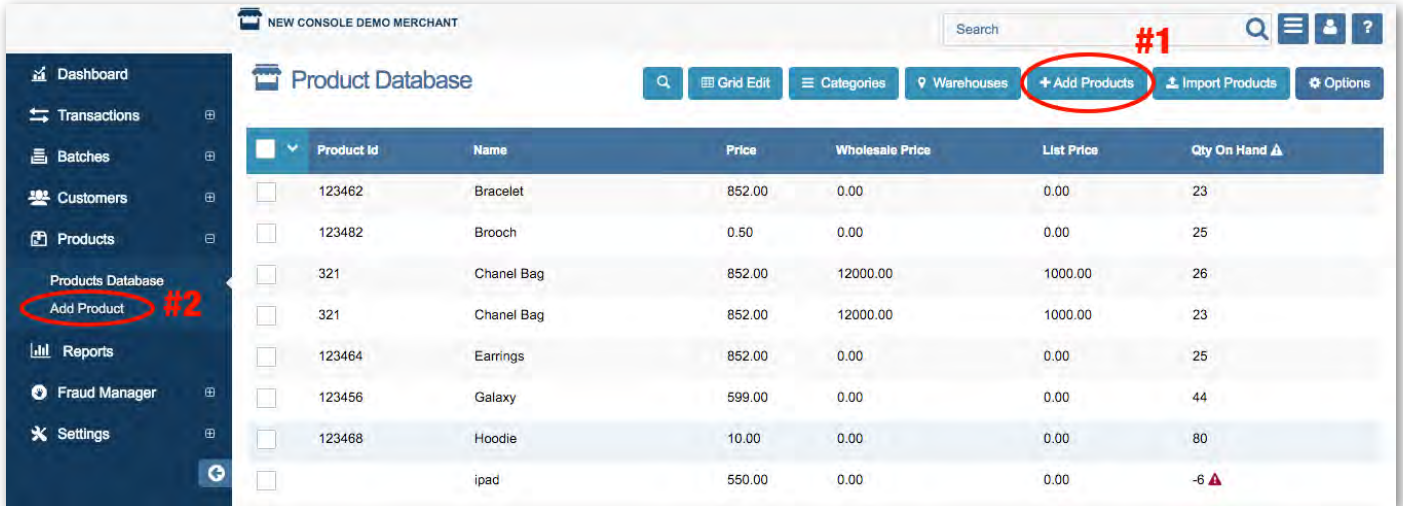 NEW CONSOLE DEMO MERCHANT
Search
?
#1
Dashboard
Transactions
Batches
Customers
Products
Products Database
Add Product #2
Reports
Fraud Manager
Settings
Product Database
Grid Edit Categories Warehouses + Add Products Import Products Options
Product Id Name Price Wholesale Price List Price Qty On Hand
123462 Bracelet 852.00 0.00 0.00 23
123482 Brooch 0.50 0.00 0.00 25
321 Chanel Bag 852.00 12000.00 1000.00 26
321 Chanel Bag 852.00 12000.00 1000.00 23
123464 Earrings 852.00 0.00 0.00 25
123456 Galaxy 599.00 0.00 0.00 44
123468 Hoodie 10.00 0.00 0.00 80
ipad 550.00 0.00 0.00 -6